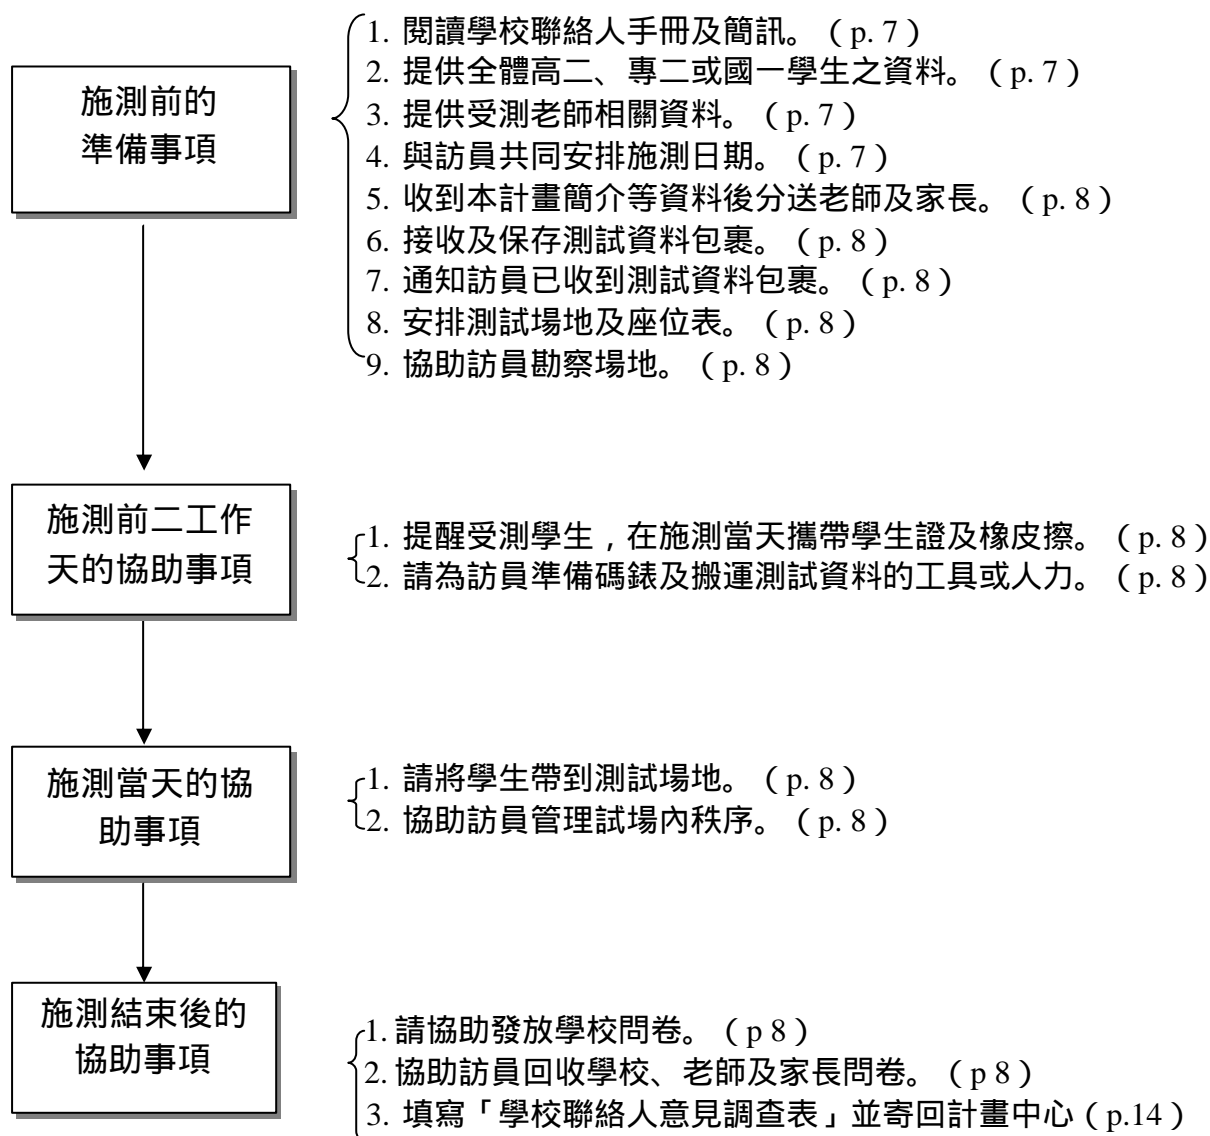 施測前的
準備事項
1. 閱讀學校聯絡人手冊及簡訊。（p. 7）
2. 提供全體高二、專二或國一學生之資料。（p. 7）
3. 提供受測老師相關資料。（p. 7）
4. 與訪員共同安排施測日期。（p. 7）
5. 收到本計畫簡介等資料後分送老師及家長。（p. 8）
6. 接收及保存測試資料包裹。（p. 8）
7. 通知訪員已收到測試資料包裹。（p. 8）
8. 安排測試場地及座位表。（p. 8）
9. 協助訪員勘察場地。（p. 8）
施測前二工作
天的協助事項
1. 提醒受測學生，在施測當天攜帶學生證及橡皮擦。（p. 8）
2. 請為訪員準備碼錶及搬運測試資料的工具或人力。（p. 8）
施測當天的協
助事項
1. 請將學生帶到測試場地。（p. 8）
2. 協助訪員管理試場內秩序。（p. 8）
施測結束後的
協助事項
1. 請協助發放學校問卷。（p 8）
2. 協助訪員回收學校、老師及家長問卷。（p 8）
3. 填寫「學校聯絡人意見調查表」並寄回計畫中心（p.14）